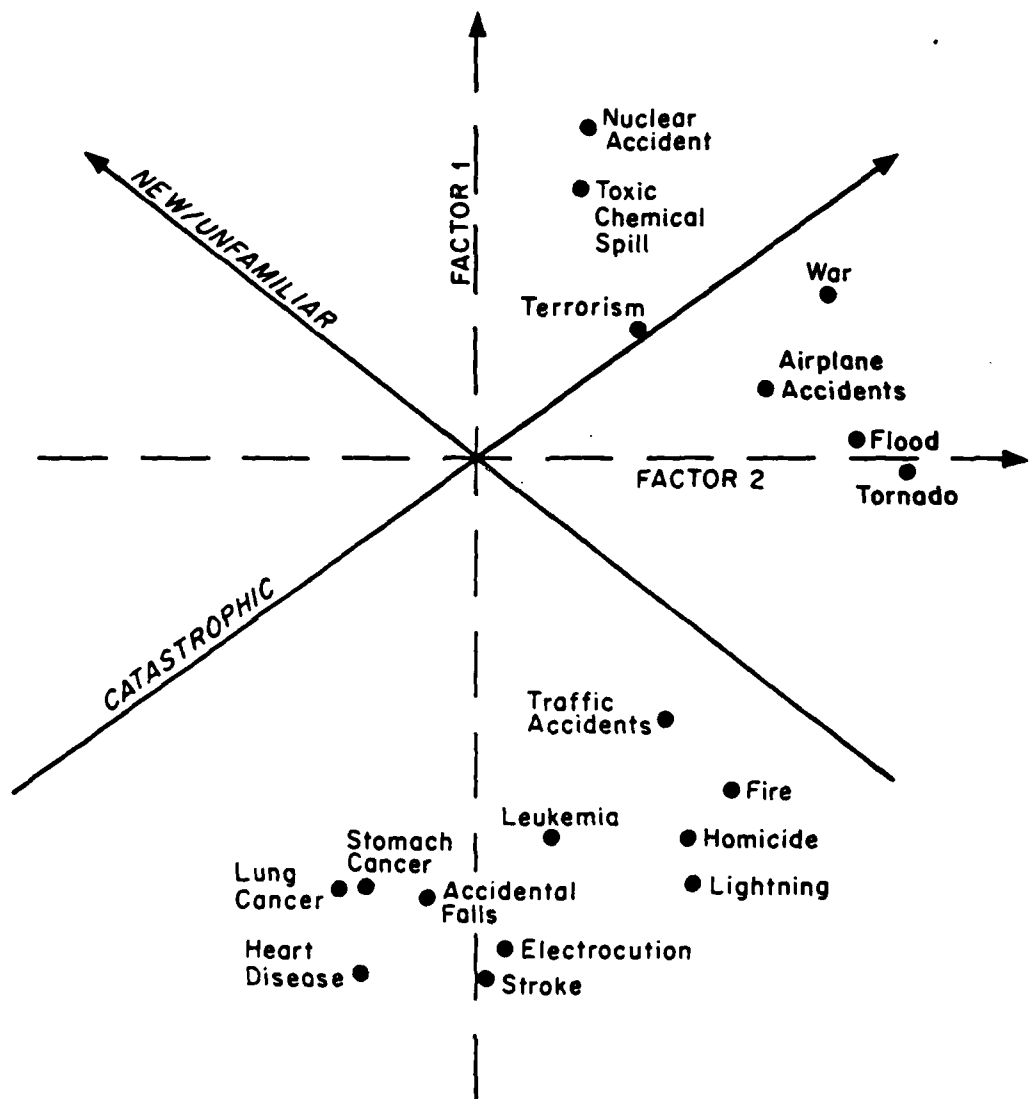 Nuclear
Accident
Toxic
Chemical
Spill
NEW/UNFAMILIAR
FACTOR 1
War
Terrorism
Airplane
Accidents
Flood
FACTOR 2
Tornado
CATASTROPHIC
Traffic
Accidents
Fire
Leukemia
Homicide
Stomach
Cancer
Lung
Cancer
Accidental
Falls
Lightning
Heart
Disease
Electrocution
Stroke